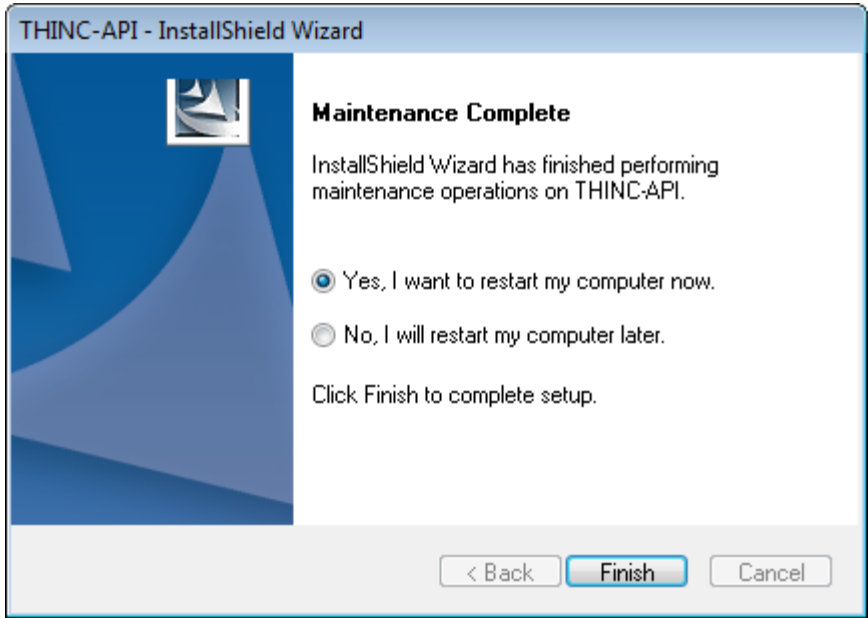 THINC-API - InstallShield Wizard
Maintenance Complete
InstallShield Wizard has finished performing
maintenance operations on THINC-API.
Yes, I want to restart my computer now.
No, I will restart my computer later.
Click Finish to complete setup.
< Back
Finish
Cancel